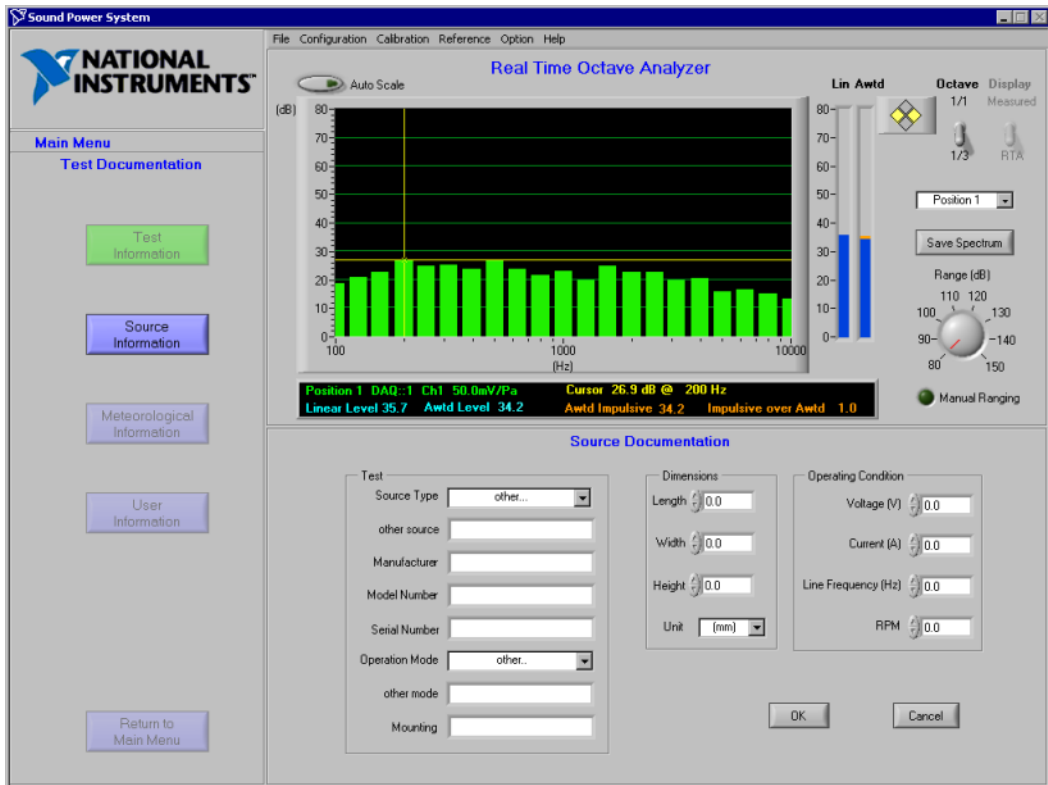 Sound Power System
NATIONAL
INSTRUMENTS™
Main Menu
Test Documentation
Test
Information
Source
Information
Meteorological
Information
User
Information
Return to
Main Menu
File Configuration Calibration Reference Option Help
Real Time Octave Analyzer
Auto Scale
(dB)
80
70
60
50
40
30
20
10
0
100 1000 10000
(Hz)
Lin Awtd
80
70
60
50
40
30
20
10
0
Octave Display
1/1 Measured
1/3 RTA
Position 1
Save Spectrum
Range (dB)
110 120
100 130
90 140
80 150
Manual Ranging
Position 1 DAQ::1 Ch1 50.0mV/Pa Cursor 26.9 dB @ 200 Hz
Linear Level 35.7 Awtd Level 34.2 Awtd Impulsive 34.2 Impulsive over Awtd 1.0
Source Documentation
Test
Source Type other...
other source
Manufacturer
Model Number
Serial Number
Operation Mode other..
other mode
Mounting
Dimensions
Length 0.0
Width 0.0
Height 0.0
Unit (mm)
Operating Condition
Voltage (V) 0.0
Current (A) 0.0
Line Frequency (Hz) 0.0
RPM 0.0
OK Cancel